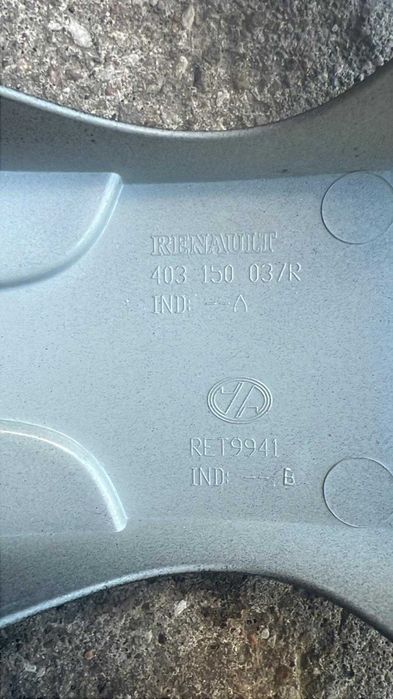 RENAULT
403 150 037R
IND: --- A
RET9941
IND: --- B